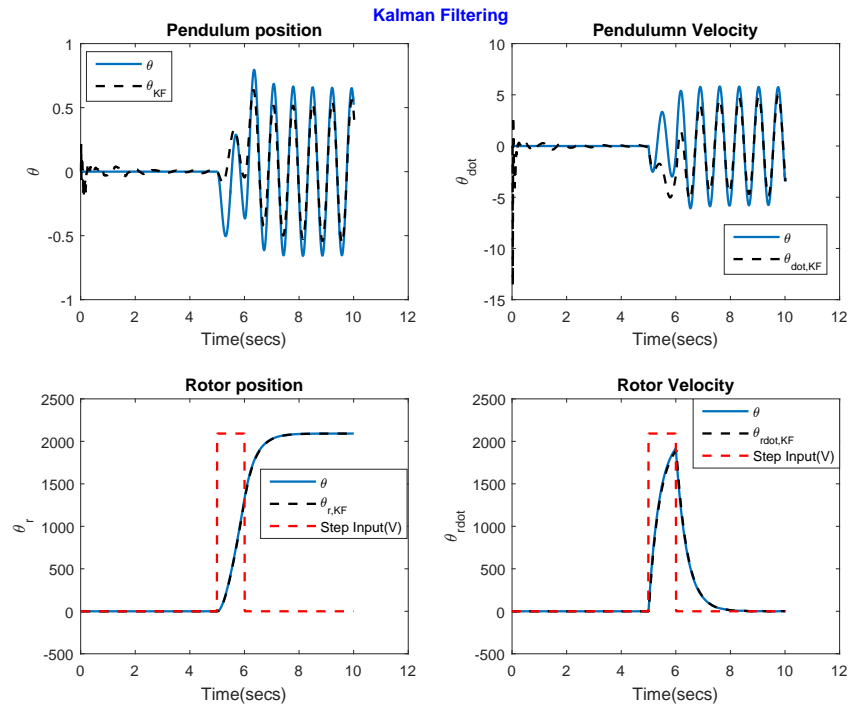 Kalman Filtering
Pendulum position
1
0.5
0
-0.5
-1
0 2 4 6 8 10 12
θ
Time(secs)
θ
θKF
Pendulumn Velocity
10
5
0
-5
-10
-15
0 2 4 6 8 10 12
θdot
Time(secs)
θ
θdot,KF
Rotor position
2500
2000
1500
1000
500
0
-500
0 2 4 6 8 10 12
θr
Time(secs)
θ
θr,KF
Step Input(V)
Rotor Velocity
2500
2000
1500
1000
500
0
-500
0 2 4 6 8 10 12
θrdot
Time(secs)
θ
θrdot,KF
Step Input(V)